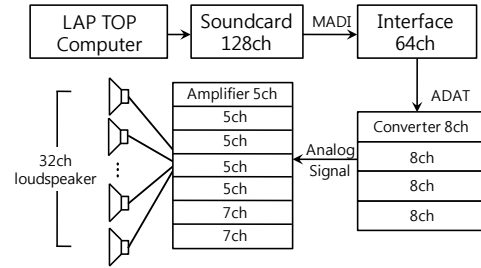 LAP TOP
Computer
Soundcard
128ch
MADI
Interface
64ch
ADAT
Converter 8ch
8ch
8ch
8ch
Analog
Signal
Amplifier 5ch
5ch
5ch
5ch
5ch
7ch
7ch
32ch
loudspeaker